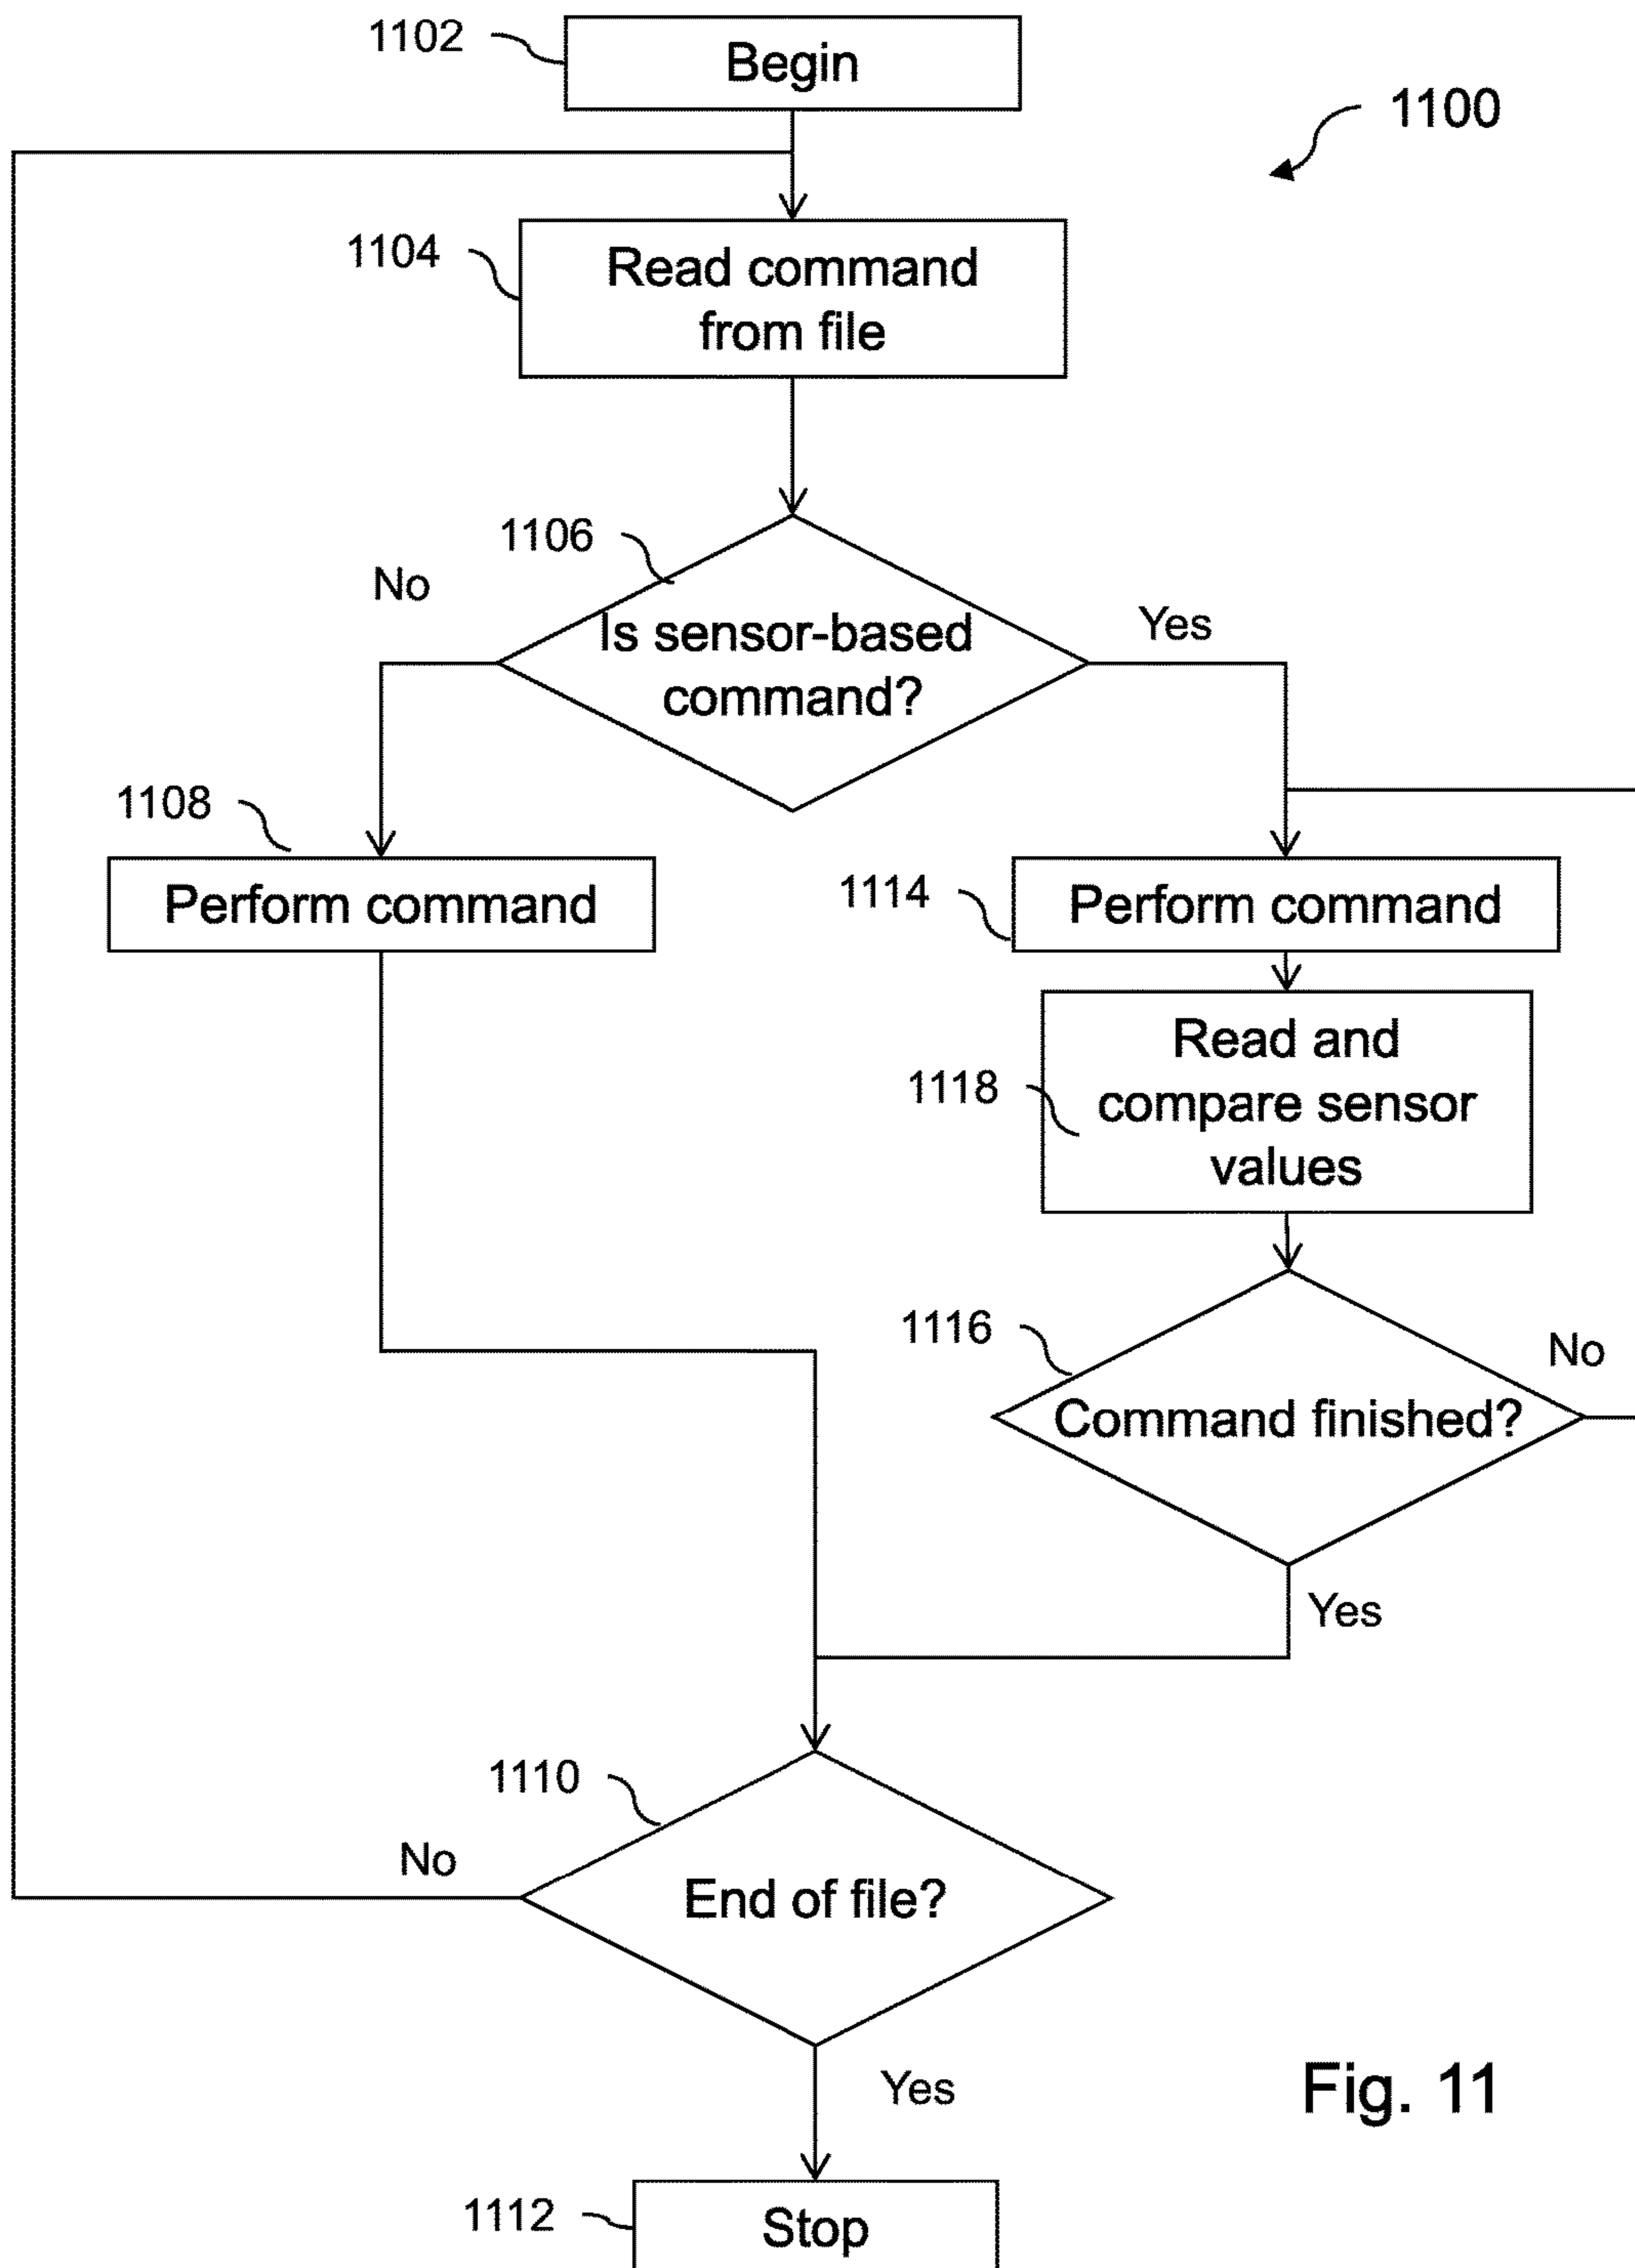 1102
Begin
1100
1104
Read command
from file
1106
No
Is sensor-based
command?
Yes
1108
Perform command
1114
Perform command
1118
Read and
compare sensor
values
1116
Command finished?
No
Yes
1110
No
End of file?
Yes
Fig. 11
1112
Stop